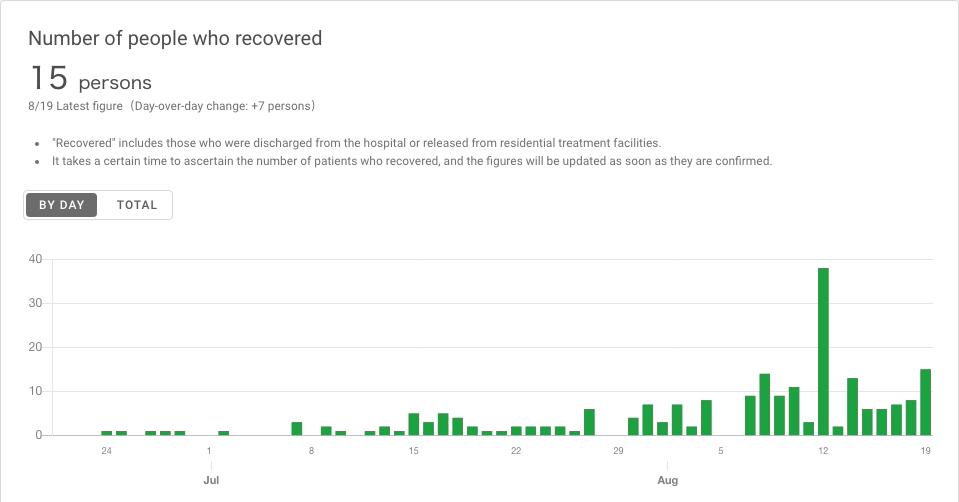 Number of people who recovered
15 persons
8/19 Latest figure（Day-over-day change: +7 persons）
• "Recovered" includes those who were discharged from the hospital or released from residential treatment facilities.
• It takes a certain time to ascertain the number of patients who recovered, and the figures will be updated as soon as they are confirmed.
BY DAY TOTAL
40
30
20
10
0
24 1 8 15 22 29 5 12 19
Jul Aug